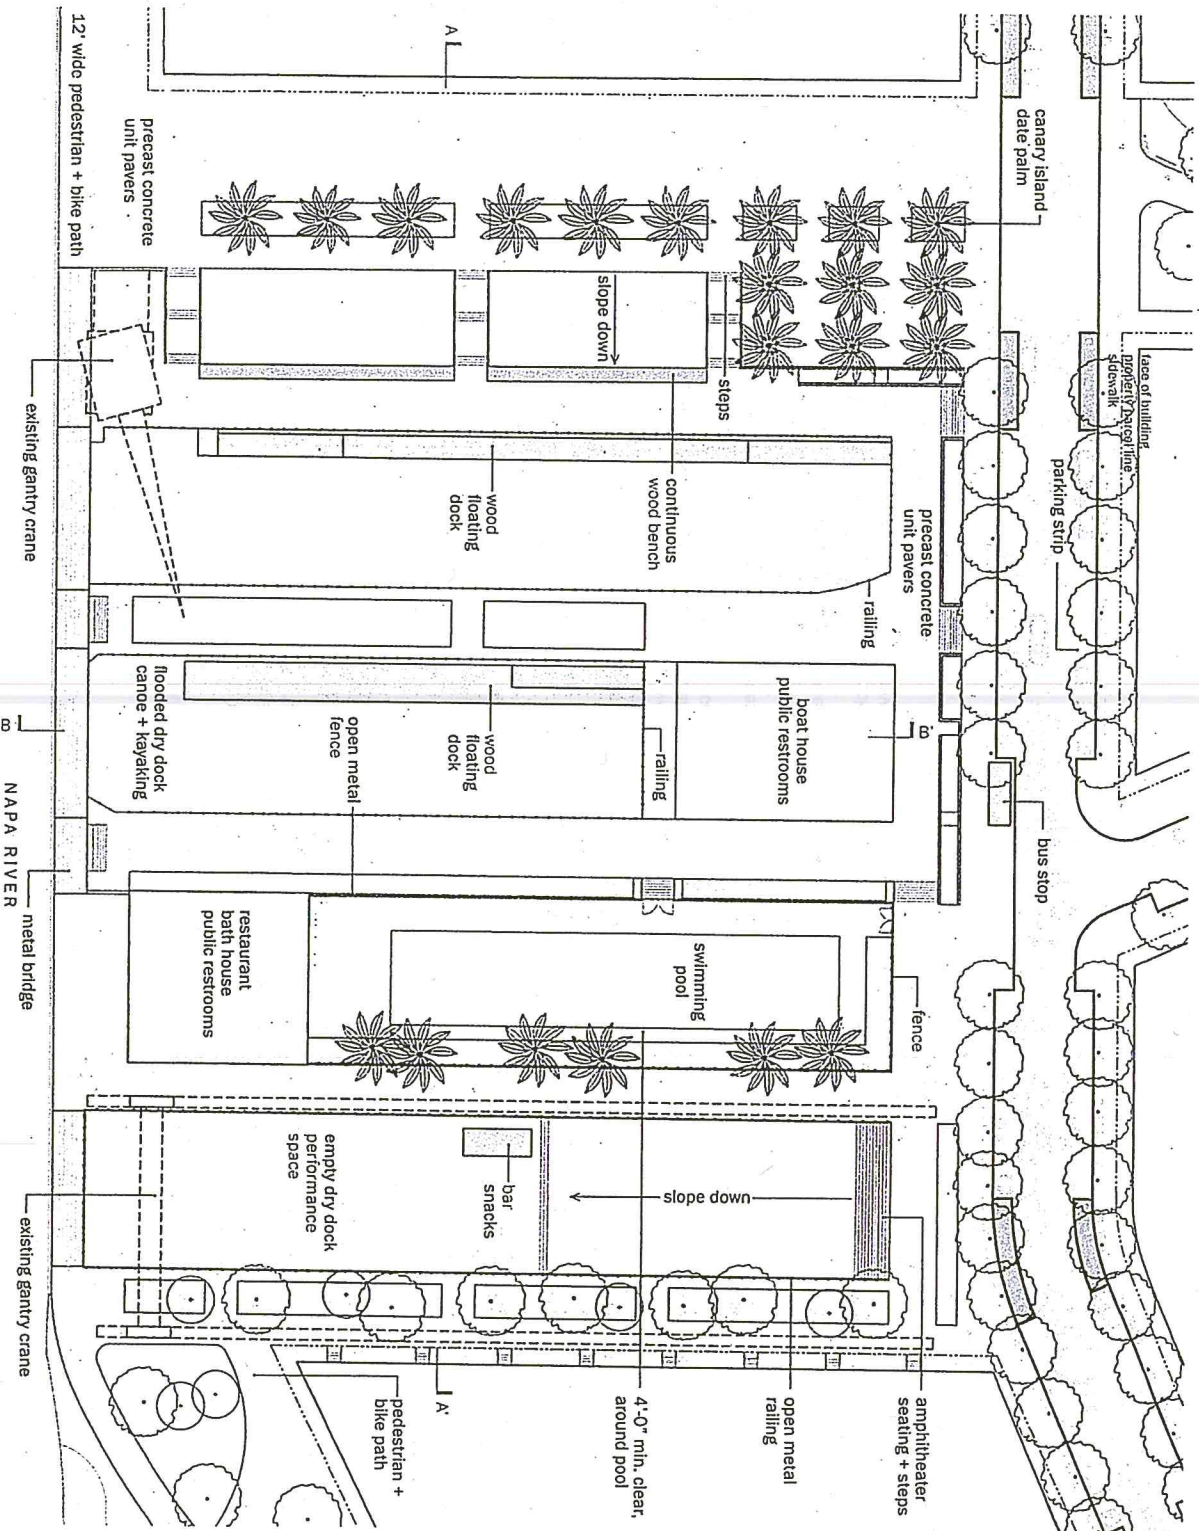 12' wide pedestrian + bike path
precast concrete
unit pavers
existing gantry crane
B
NAPA RIVER
metal bridge
existing gantry crane
A
canary island
date palm
slope down
steps
continuous
wood bench
wood
floating
dock
precast concrete
unit pavers
railing
face of building
property parcel line
sidewalk
parking strip
flooded dry dock
canoe + kayaking
wood
floating
dock
open metal
fence
railing
boat house
public restrooms
B'
bus stop
restaurant
bath house
public restrooms
swimming
pool
fence
empty dry dock
performance
space
bar
snacks
slope down
pedestrian +
bike path
A'
4'-0" min. clear,
around pool
open metal
railing
amphitheater
seating + steps